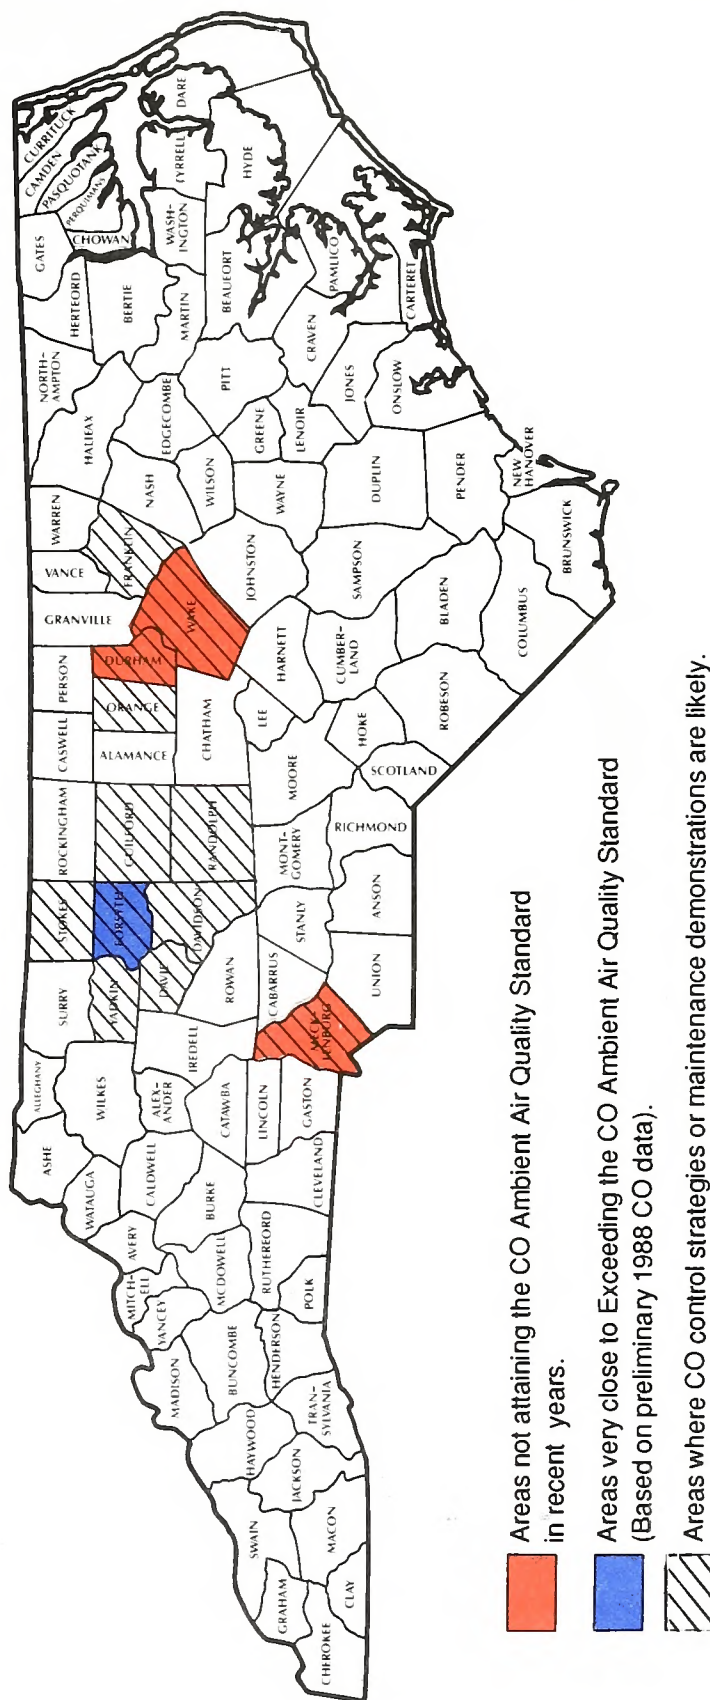 CURRITUCK
CAMDEN
PASQUOTANK
PERQUIMANS
GATES
CHOWAN
HERTFORD
NORTH-
AMPTON
BERTIE
HALIFAX
WARREN
VANCE
GRANVILLE
PERSON
CASWELL
ROCKINGHAM
STOKES
SURRY
ALLEGHANY
ASHE
WATAUGA
WILKES
YADKIN
FORSYTH
GUILFORD
ALAMANCE
ORANGE
DURHAM
FRANKLIN
WAKE
NASH
EDGECOMBE
MARTIN
WASH-
INGTON
TYRRELL
DARE
HYDE
BEAUFORT
PITT
WILSON
GREENE
JOHNSTON
WAYNE
LENOIR
CRAVEN
PAMLICO
CARTERET
JONES
ONSLOW
DUPLIN
SAMPSON
HARNETT
LEE
CHATHAM
RANDOLPH
DAVIDSON
DAVIE
ROWAN
IREDELL
ALEX-
ANDER
CALDWELL
AVERY
MITCH-
ELL
YANCEY
MADISON
BUNCOMBE
MCDOWELL
BURKE
CATAWBA
LINCOLN
GASTON
CLEVELAND
RUTHERFORD
POLK
HENDERSON
TRAN-
SYLVANIA
HAYWOOD
JACKSON
SWAIN
MACON
GRAHAM
CLAY
CHEROKEE
MECK-
LENBURG
CABARRUS
STANLY
UNION
ANSON
MONT-
GOMERY
RICHMOND
MOORE
SCOTLAND
HOKE
CUMBER-
LAND
ROBESON
BLADEN
COLUMBUS
BRUNSWICK
PENDER
NEW
HANOVER
Areas not attaining the CO Ambient Air Quality Standard
in recent years.
Areas very close to Exceeding the CO Ambient Air Quality Standard
(Based on preliminary 1988 CO data).
Areas where CO control strategies or maintenance demonstrations are likely.